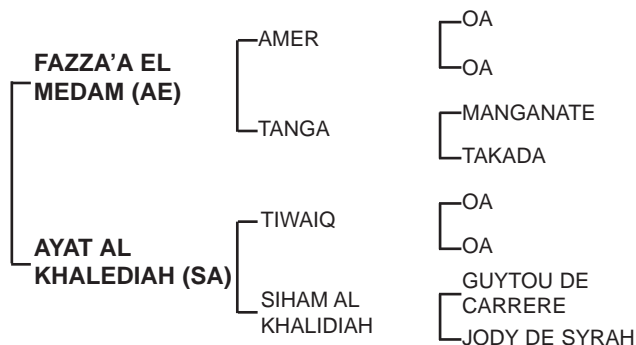 OA
AMER
OA
FAZZA’A EL
MEDAM (AE)
MANGANATE
TANGA
TAKADA
OA
TIWAIQ
OA
AYAT AL
KHALEDIAH (SA)
GUYTOU DE
CARRERE
SIHAM AL
KHALIDIAH
JODY DE SYRAH